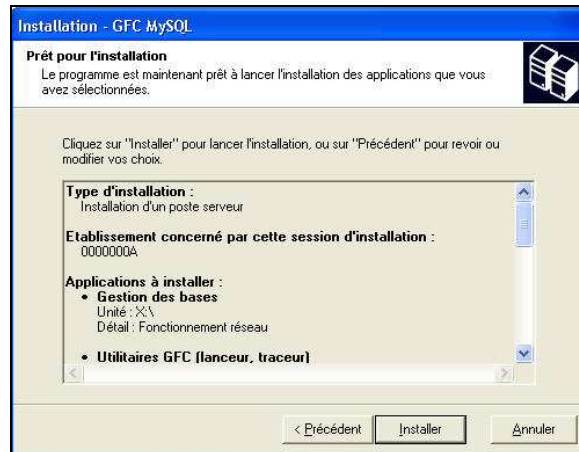 Installation - GFC MySQL
Prêt pour l'installation
Le programme est maintenant prêt à lancer l'installation des applications que vous
avez sélectionnées.
Cliquez sur "Installer" pour lancer l'installation, ou sur "Précédent" pour revoir ou
modifier vos choix.
Type d'installation :
Installation d'un poste serveur
Etablissement concerné par cette session d'installation :
0000000A
Applications à installer :
• Gestion des bases
Unité : X:\
Détail : Fonctionnement réseau
• Utilitaires GFC (lanceur, traceur)
< Précédent
Installer
Annuler